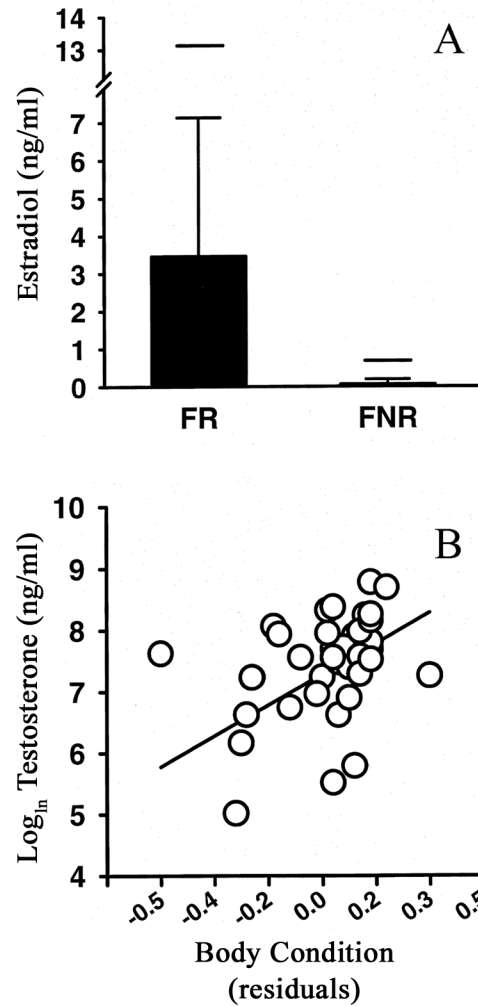 A
Estradiol (ng/ml)
14
13
7
6
5
4
3
2
1
0
FR FNR
B
Log_ln Testosterone (ng/ml)
10
9
8
7
6
5
4
-0.5 -0.4 -0.2 0.0 0.2 0.3 0.5
Body Condition
(residuals)